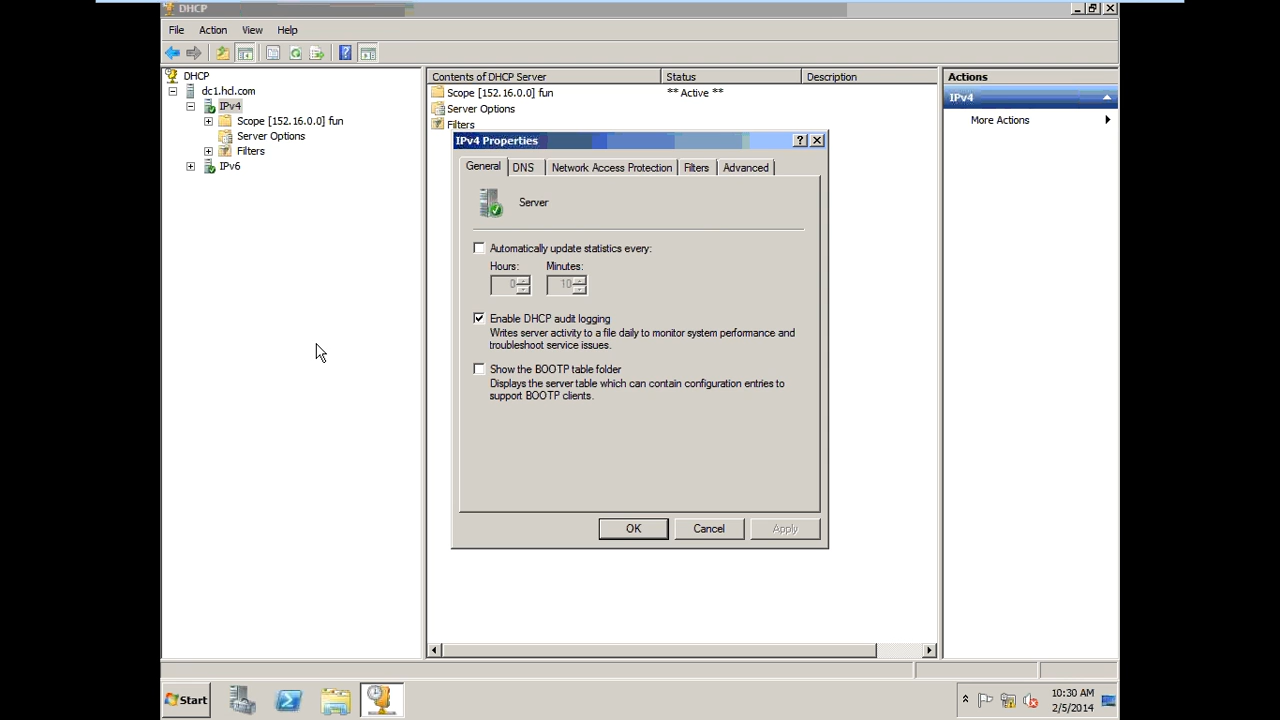 DHCP
File Action View Help
DHCP
dc1.hcl.com
IPv4
Scope [152.16.0.0] fun
Server Options
Filters
IPv6
Contents of DHCP Server Status Description
Scope [152.16.0.0] fun ** Active **
Server Options
Filters
IPv4 Properties
General DNS Network Access Protection Filters Advanced
Server
Automatically update statistics every:
Hours: Minutes:
0 10
Enable DHCP audit logging
Writes server activity to a file daily to monitor system performance and
troubleshoot service issues.
Show the BOOTP table folder
Displays the server table which can contain configuration entries to
support BOOTP clients.
OK Cancel Apply
Actions
IPv4
More Actions
Start
10:30 AM
2/5/2014